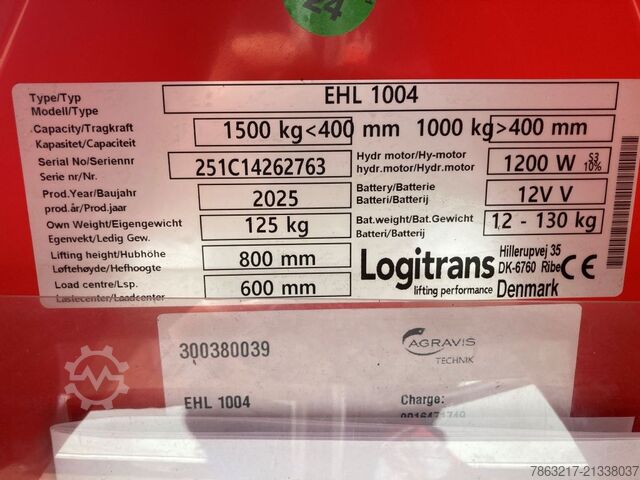 24
Type/Typ
Modell/Type
EHL 1004
Capacity/Tragkraft
Kapasitet/Capaciteit
1500 kg<400 mm 1000 kg>400 mm
Serial No/Seriennr
Serie nr/Nr.
251C14262763
Hydr motor/Hy-motor
hydr.motor/Hydr.motor
1200 W S3 10%
Prod.Year/Baujahr
prod.år/Prod.jaar
2025
Battery/Batterie
Batteri/Batterij
12V V
Own Weight/Eigengewicht
Egenvekt/Ledig Gew.
125 kg
Bat.weight/Bat.Gewicht
Batteri/Batterij
12 - 130 kg
Lifting height/Hubhöhe
Løftehøyde/Hefhoogte
800 mm
Load centre/Lsp.
Lastecenter/Loadcenter
600 mm
Logitrans
lifting performance
Hillerupvej 35
DK-6760 Ribe
Denmark
CE
300380039
AGRAVIS
TECHNIK
EHL 1004
Charge:
0016471749
7863217-21338037